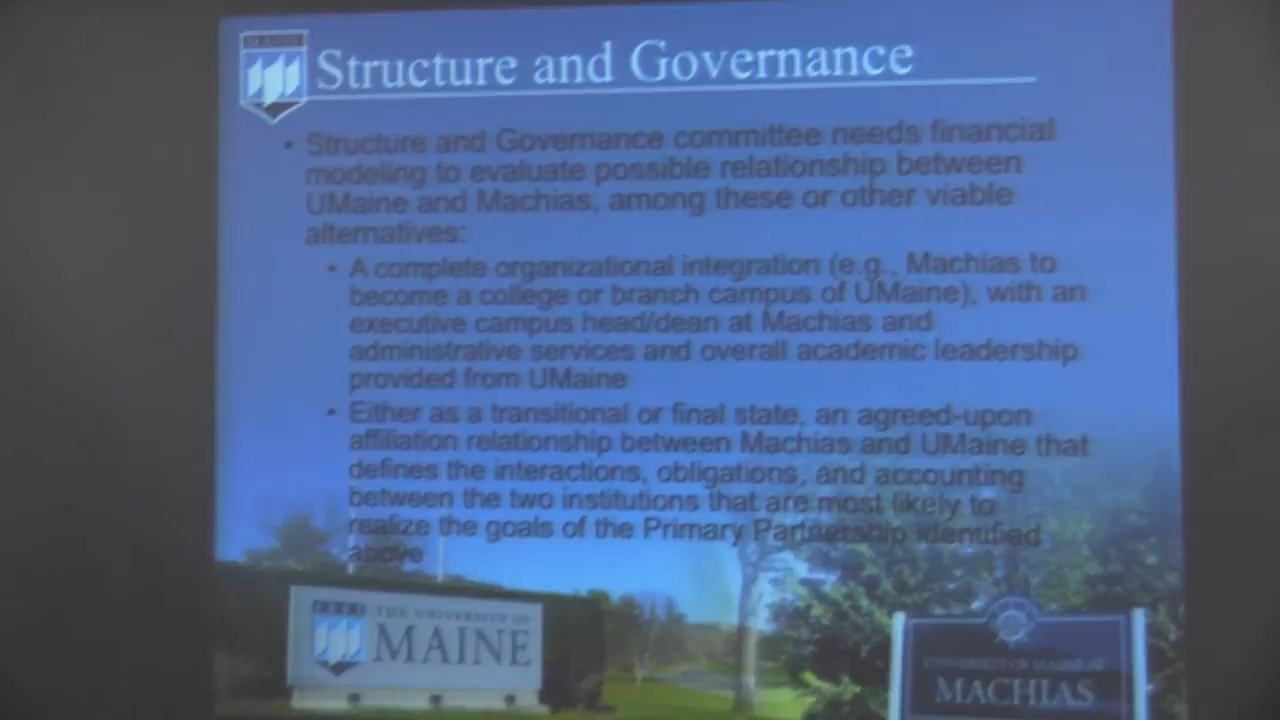 Structure and Governance
• Structure and Governance committee needs financial
modeling to evaluate possible relationship between
UMaine and Machias, among these or other viable
alternatives:
• A complete organizational integration (e.g., Machias to
become a college or branch campus of UMaine), with an
executive campus head/dean at Machias and
administrative services and overall academic leadership
provided from UMaine
• Either as a transitional or final state, an agreed-upon
affiliation relationship between Machias and UMaine that
defines the interactions, obligations, and accounting
between the two institutions that are most likely to
realize the goals of the Primary Partnership identified
above
THE UNIVERSITY OF
MAINE
UNIVERSITY OF MAINE AT
MACHIAS